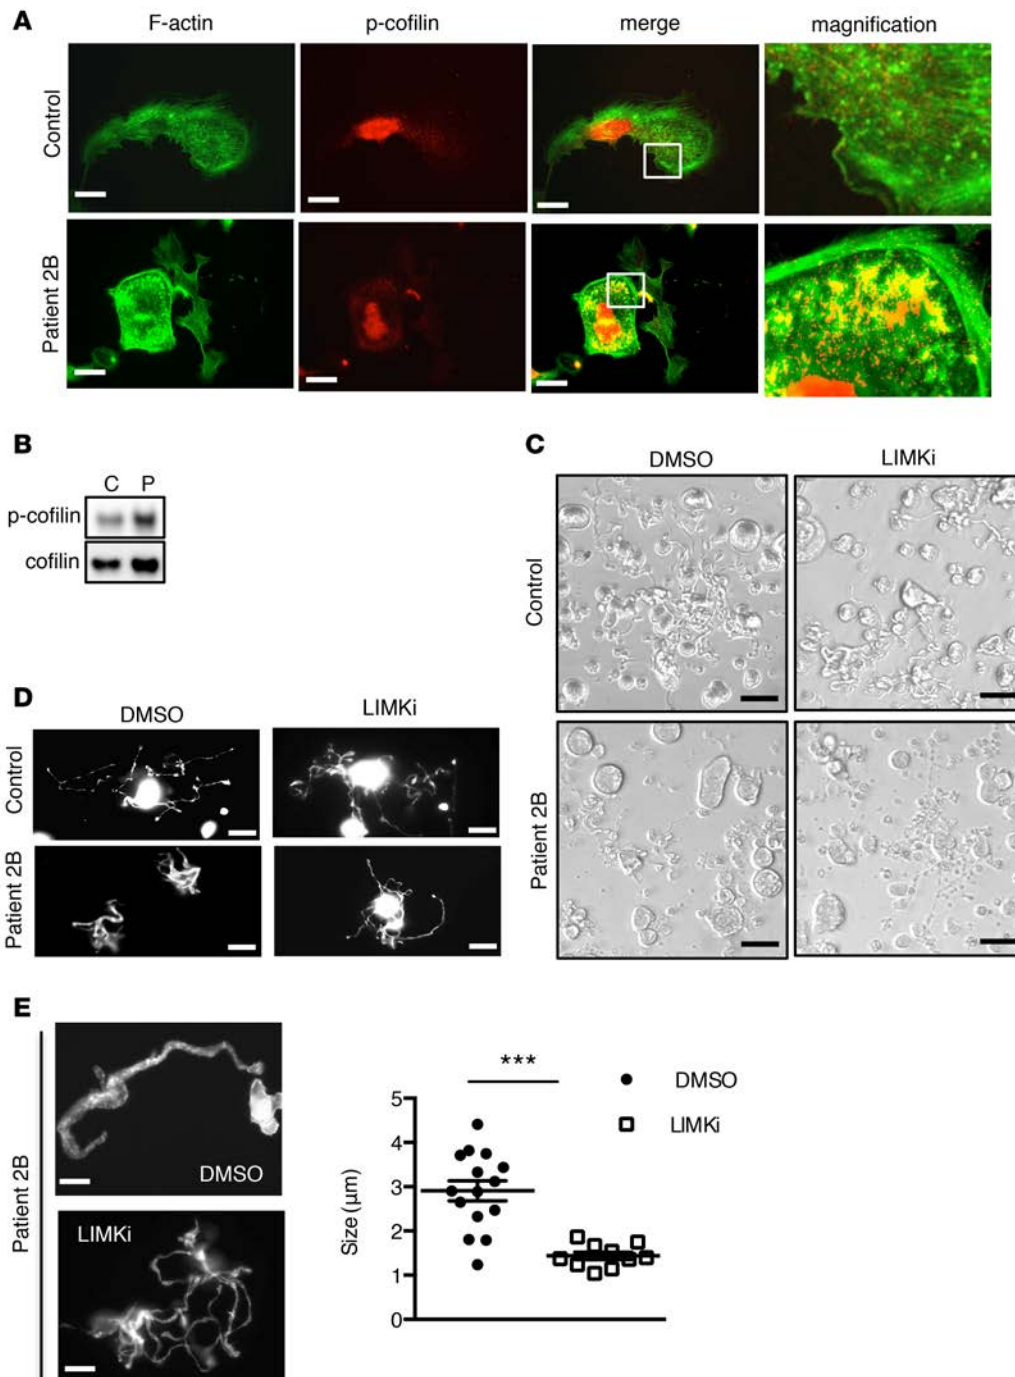 A
F-actin
p-cofilin
merge
magnification
Control
Patient 2B
B
C P
p-cofilin
cofilin
C
DMSO
LIMKi
Control
Patient 2B
D
DMSO
LIMKi
Control
Patient 2B
E
Patient 2B
DMSO
LIMKi
***
DMSO
LIMKi
Size (µm)
5
4
3
2
1
0